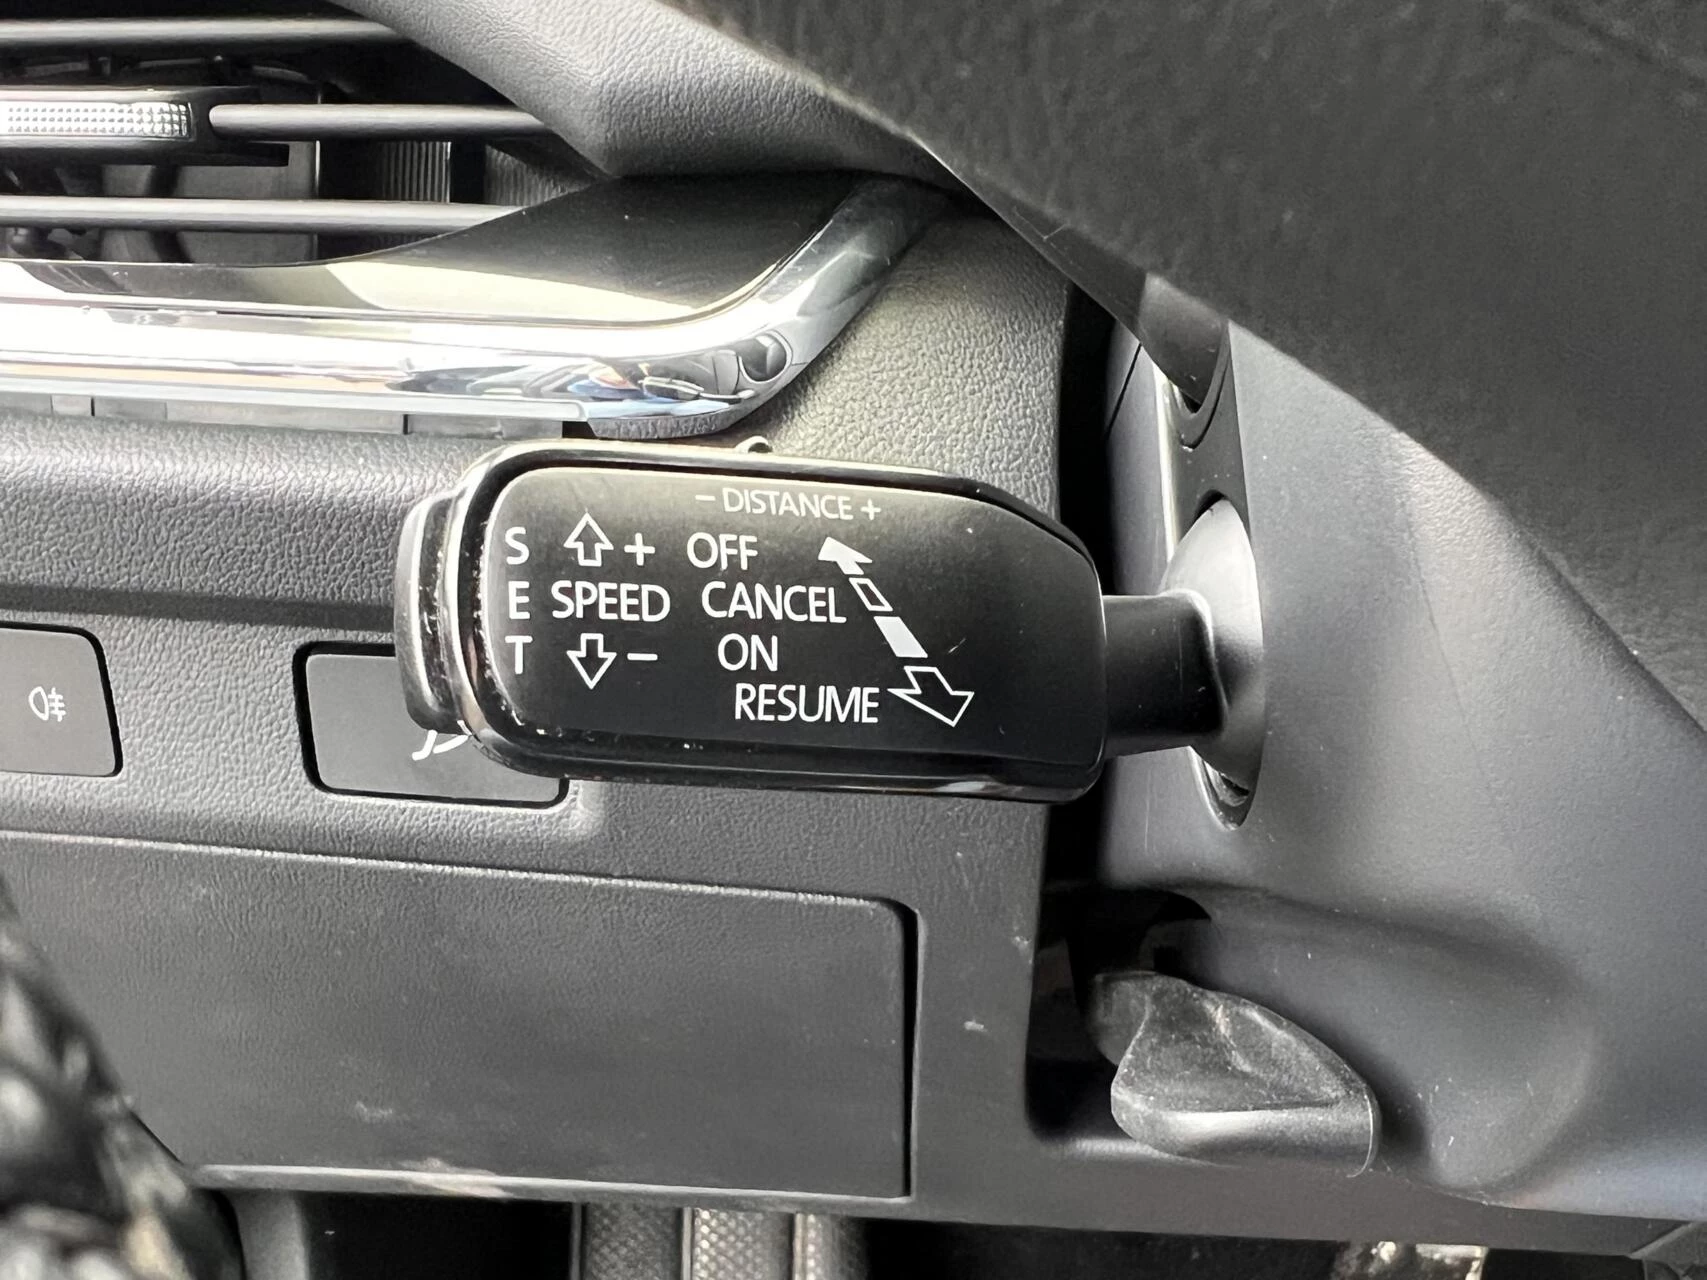 – DISTANCE +
S + OFF
E SPEED CANCEL
T – ON
RESUME